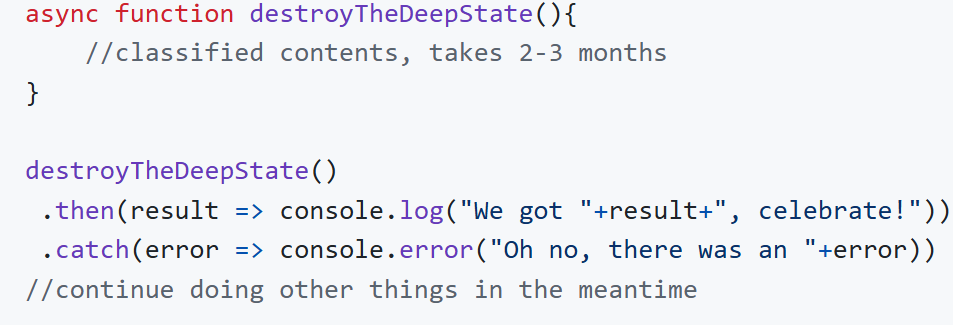 async function destroyTheDeepState(){
    //classified contents, takes 2-3 months
}
destroyTheDeepState()
 .then(result => console.log("We got "+result+", celebrate!"))
 .catch(error => console.error("Oh no, there was an "+error))
//continue doing other things in the meantime